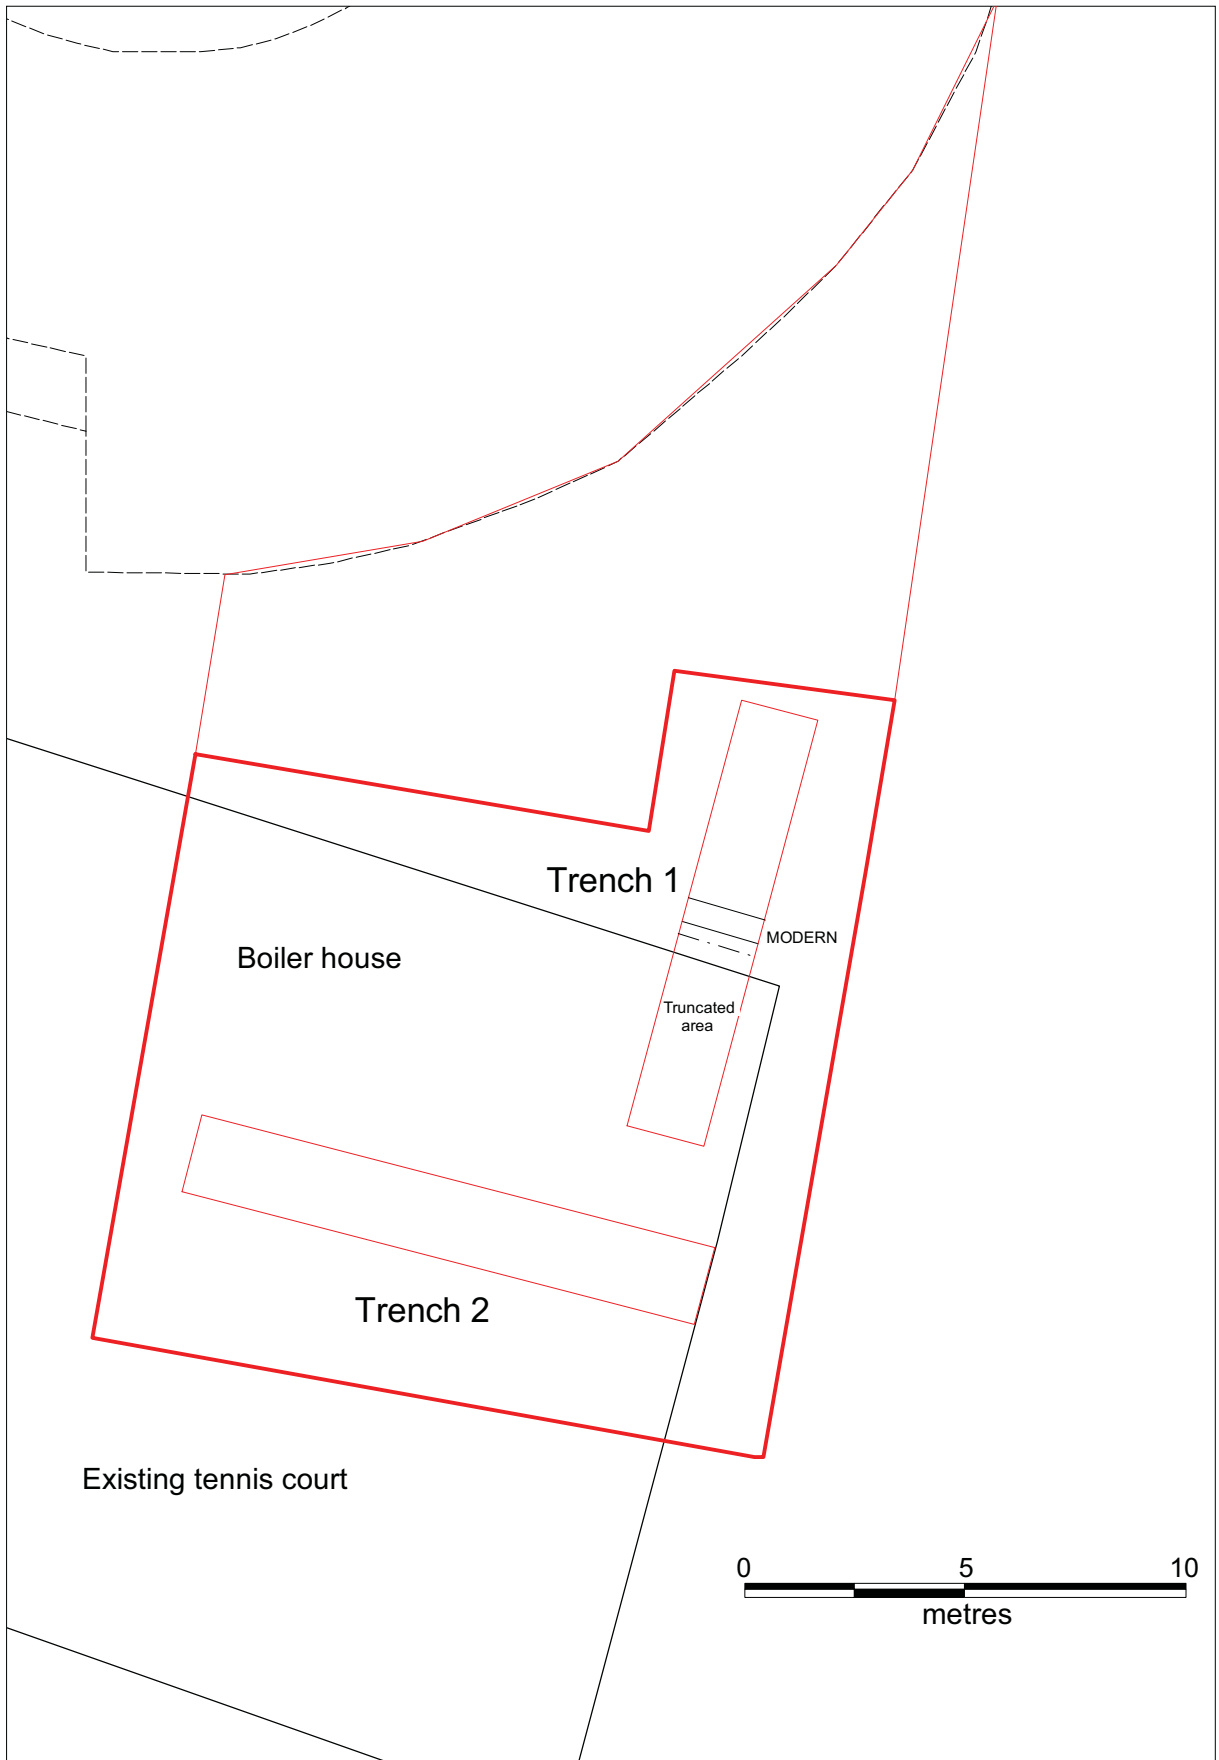 Trench 1
MODERN
Boiler house
Truncated
area
Trench 2
Existing tennis court
0 5 10
metres